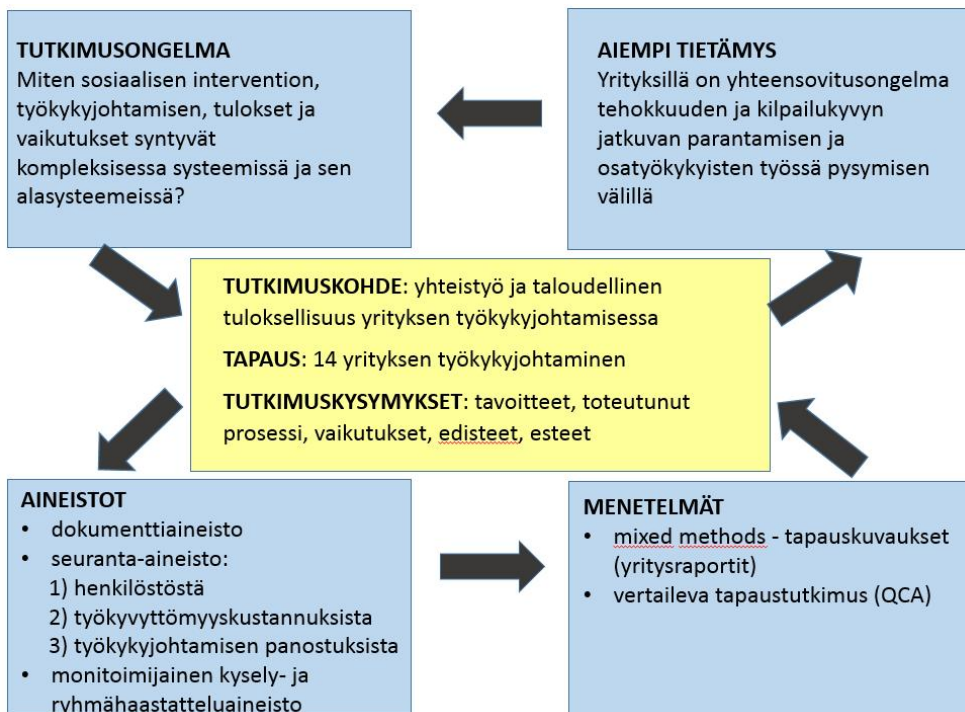 TUTKIMUSONGELMA
Miten sosiaalisen intervention,
työkykyjohtamisen, tulokset ja
vaikutukset syntyvät
kompleksisessa systeemissä ja sen
alasysteemeissä?
AIEMPI TIETÄMYS
Yrityksillä on yhteensovitusongelma
tehokkuuden ja kilpailukyvyn
jatkuvan parantamisen ja
osatyökykyisten työssä pysymisen
välillä
TUTKIMUSKOHDE: yhteistyö ja taloudellinen
tuloksellisuus yrityksen työkykyjohtamisessa
TAPAUS: 14 yrityksen työkykyjohtaminen
TUTKIMUSKYSYMYKSET: tavoitteet, toteutunut
prosessi, vaikutukset, edisteet, esteet
AINEISTOT
• dokumenttiaineisto
• seuranta-aineisto:
1) henkilöstöstä
2) työkyvyttömyyskustannuksista
3) työkykyjohtamisen panostuksista
• monitoimijainen kysely- ja
ryhmähaastatteluaineisto
MENETELMÄT
• mixed methods - tapauskuvaukset
(yritysraportit)
• vertaileva tapaustutkimus (QCA)